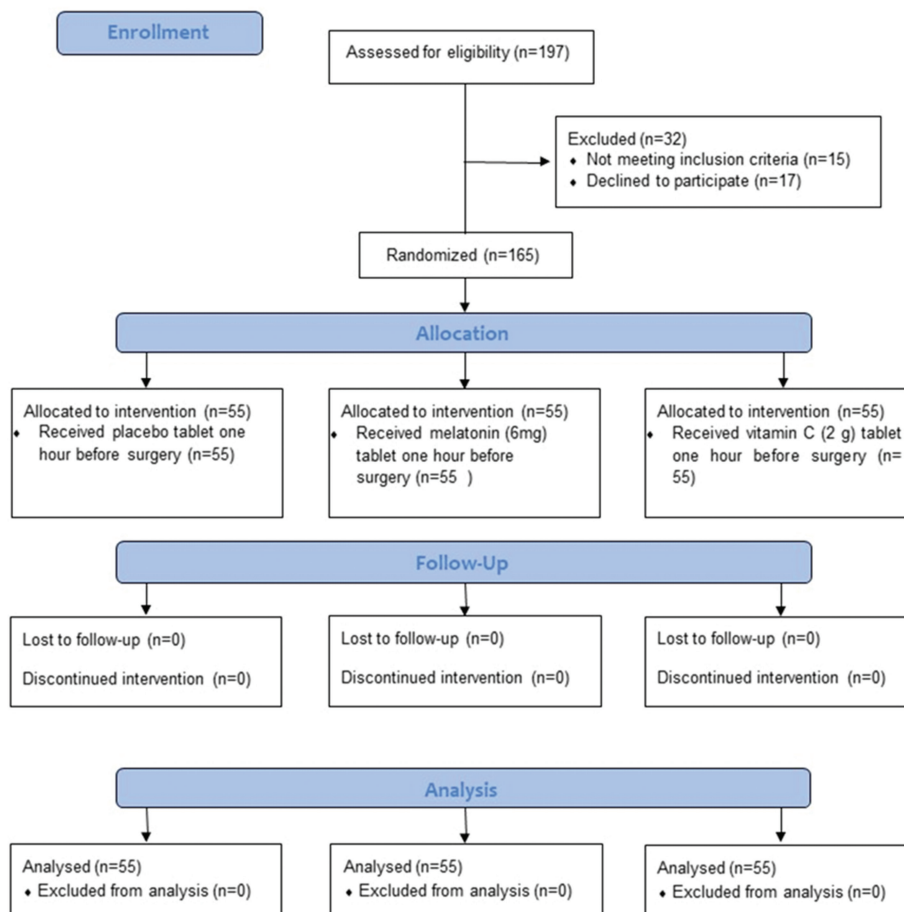 Enrollment
Assessed for eligibility (n=197)
Excluded (n=32)
♦ Not meeting inclusion criteria (n=15)
♦ Declined to participate (n=17)
Randomized (n=165)
Allocation
Allocated to intervention (n=55)
♦ Received placebo tablet one
hour before surgery (n=55)
Allocated to intervention (n=55)
♦ Received melatonin (6mg)
tablet one hour before
surgery (n=55 )
Allocated to intervention (n=55)
♦ Received vitamin C (2 g) tablet
one hour before surgery (n=
55)
Follow-Up
Lost to follow-up (n=0)
Discontinued intervention (n=0)
Lost to follow-up (n=0)
Discontinued intervention (n=0)
Lost to follow-up (n=0)
Discontinued intervention (n=0)
Analysis
Analysed (n=55)
♦ Excluded from analysis (n=0)
Analysed (n=55)
♦ Excluded from analysis (n=0)
Analysed (n=55)
♦ Excluded from analysis (n=0)